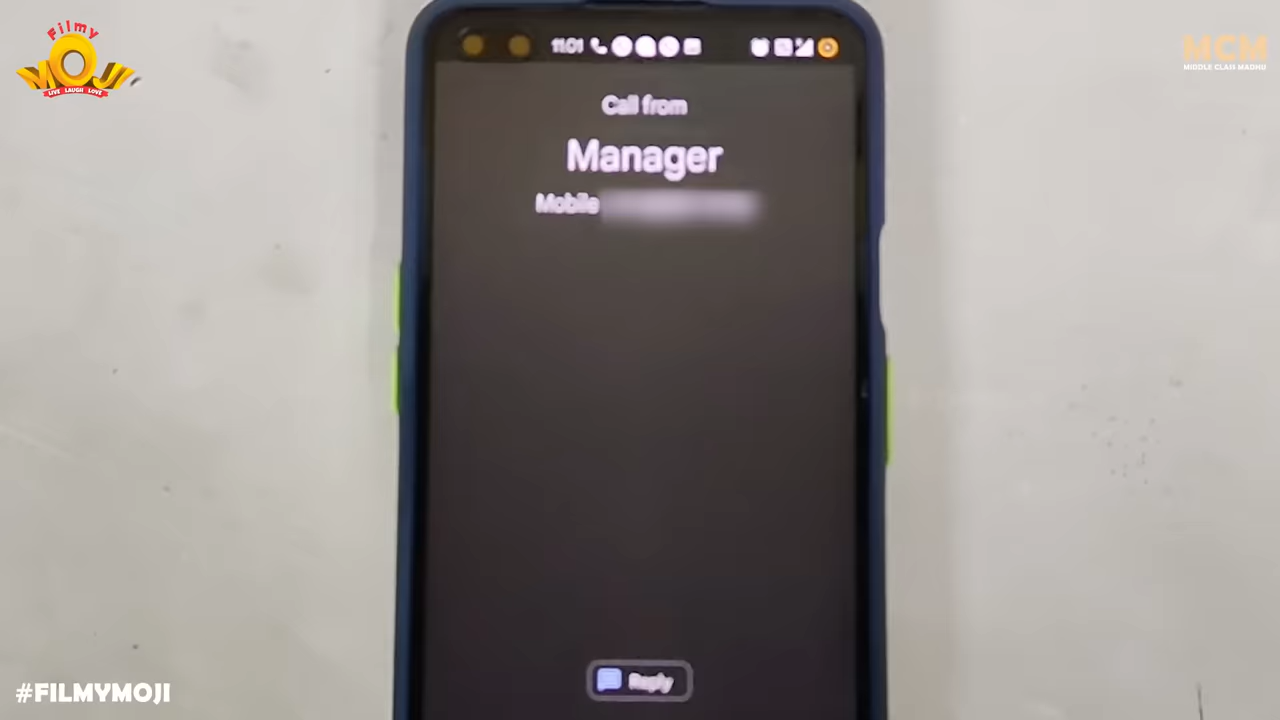 Filmy
MOJI
LIVE LAUGH LOVE
11:01
MCM
MIDDLE CLASS MADHU
Call from
Manager
Mobile
Reply
#FILMYMOJI